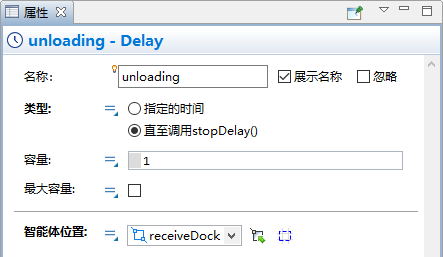 属性
unloading - Delay
名称： unloading 展示名称 忽略
类型： 指定的时间
直至调用stopDelay()
容量： 1
最大容量：
智能体位置： receiveDock